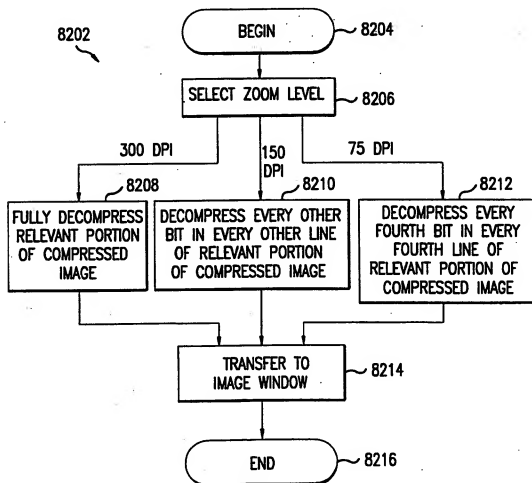 8202
BEGIN
8204
SELECT ZOOM LEVEL
8206
300 DPI
150
DPI
75 DPI
8208
8210
8212
FULLY DECOMPRESS
RELEVANT PORTION
OF COMPRESSED
IMAGE
DECOMPRESS EVERY OTHER
BIT IN EVERY OTHER LINE
OF RELEVANT PORTION
OF COMPRESSED IMAGE
DECOMPRESS EVERY
FOURTH BIT IN EVERY
FOURTH LINE OF
RELEVANT PORTION OF
COMPRESSED IMAGE
TRANSFER TO
IMAGE WINDOW
8214
END
8216